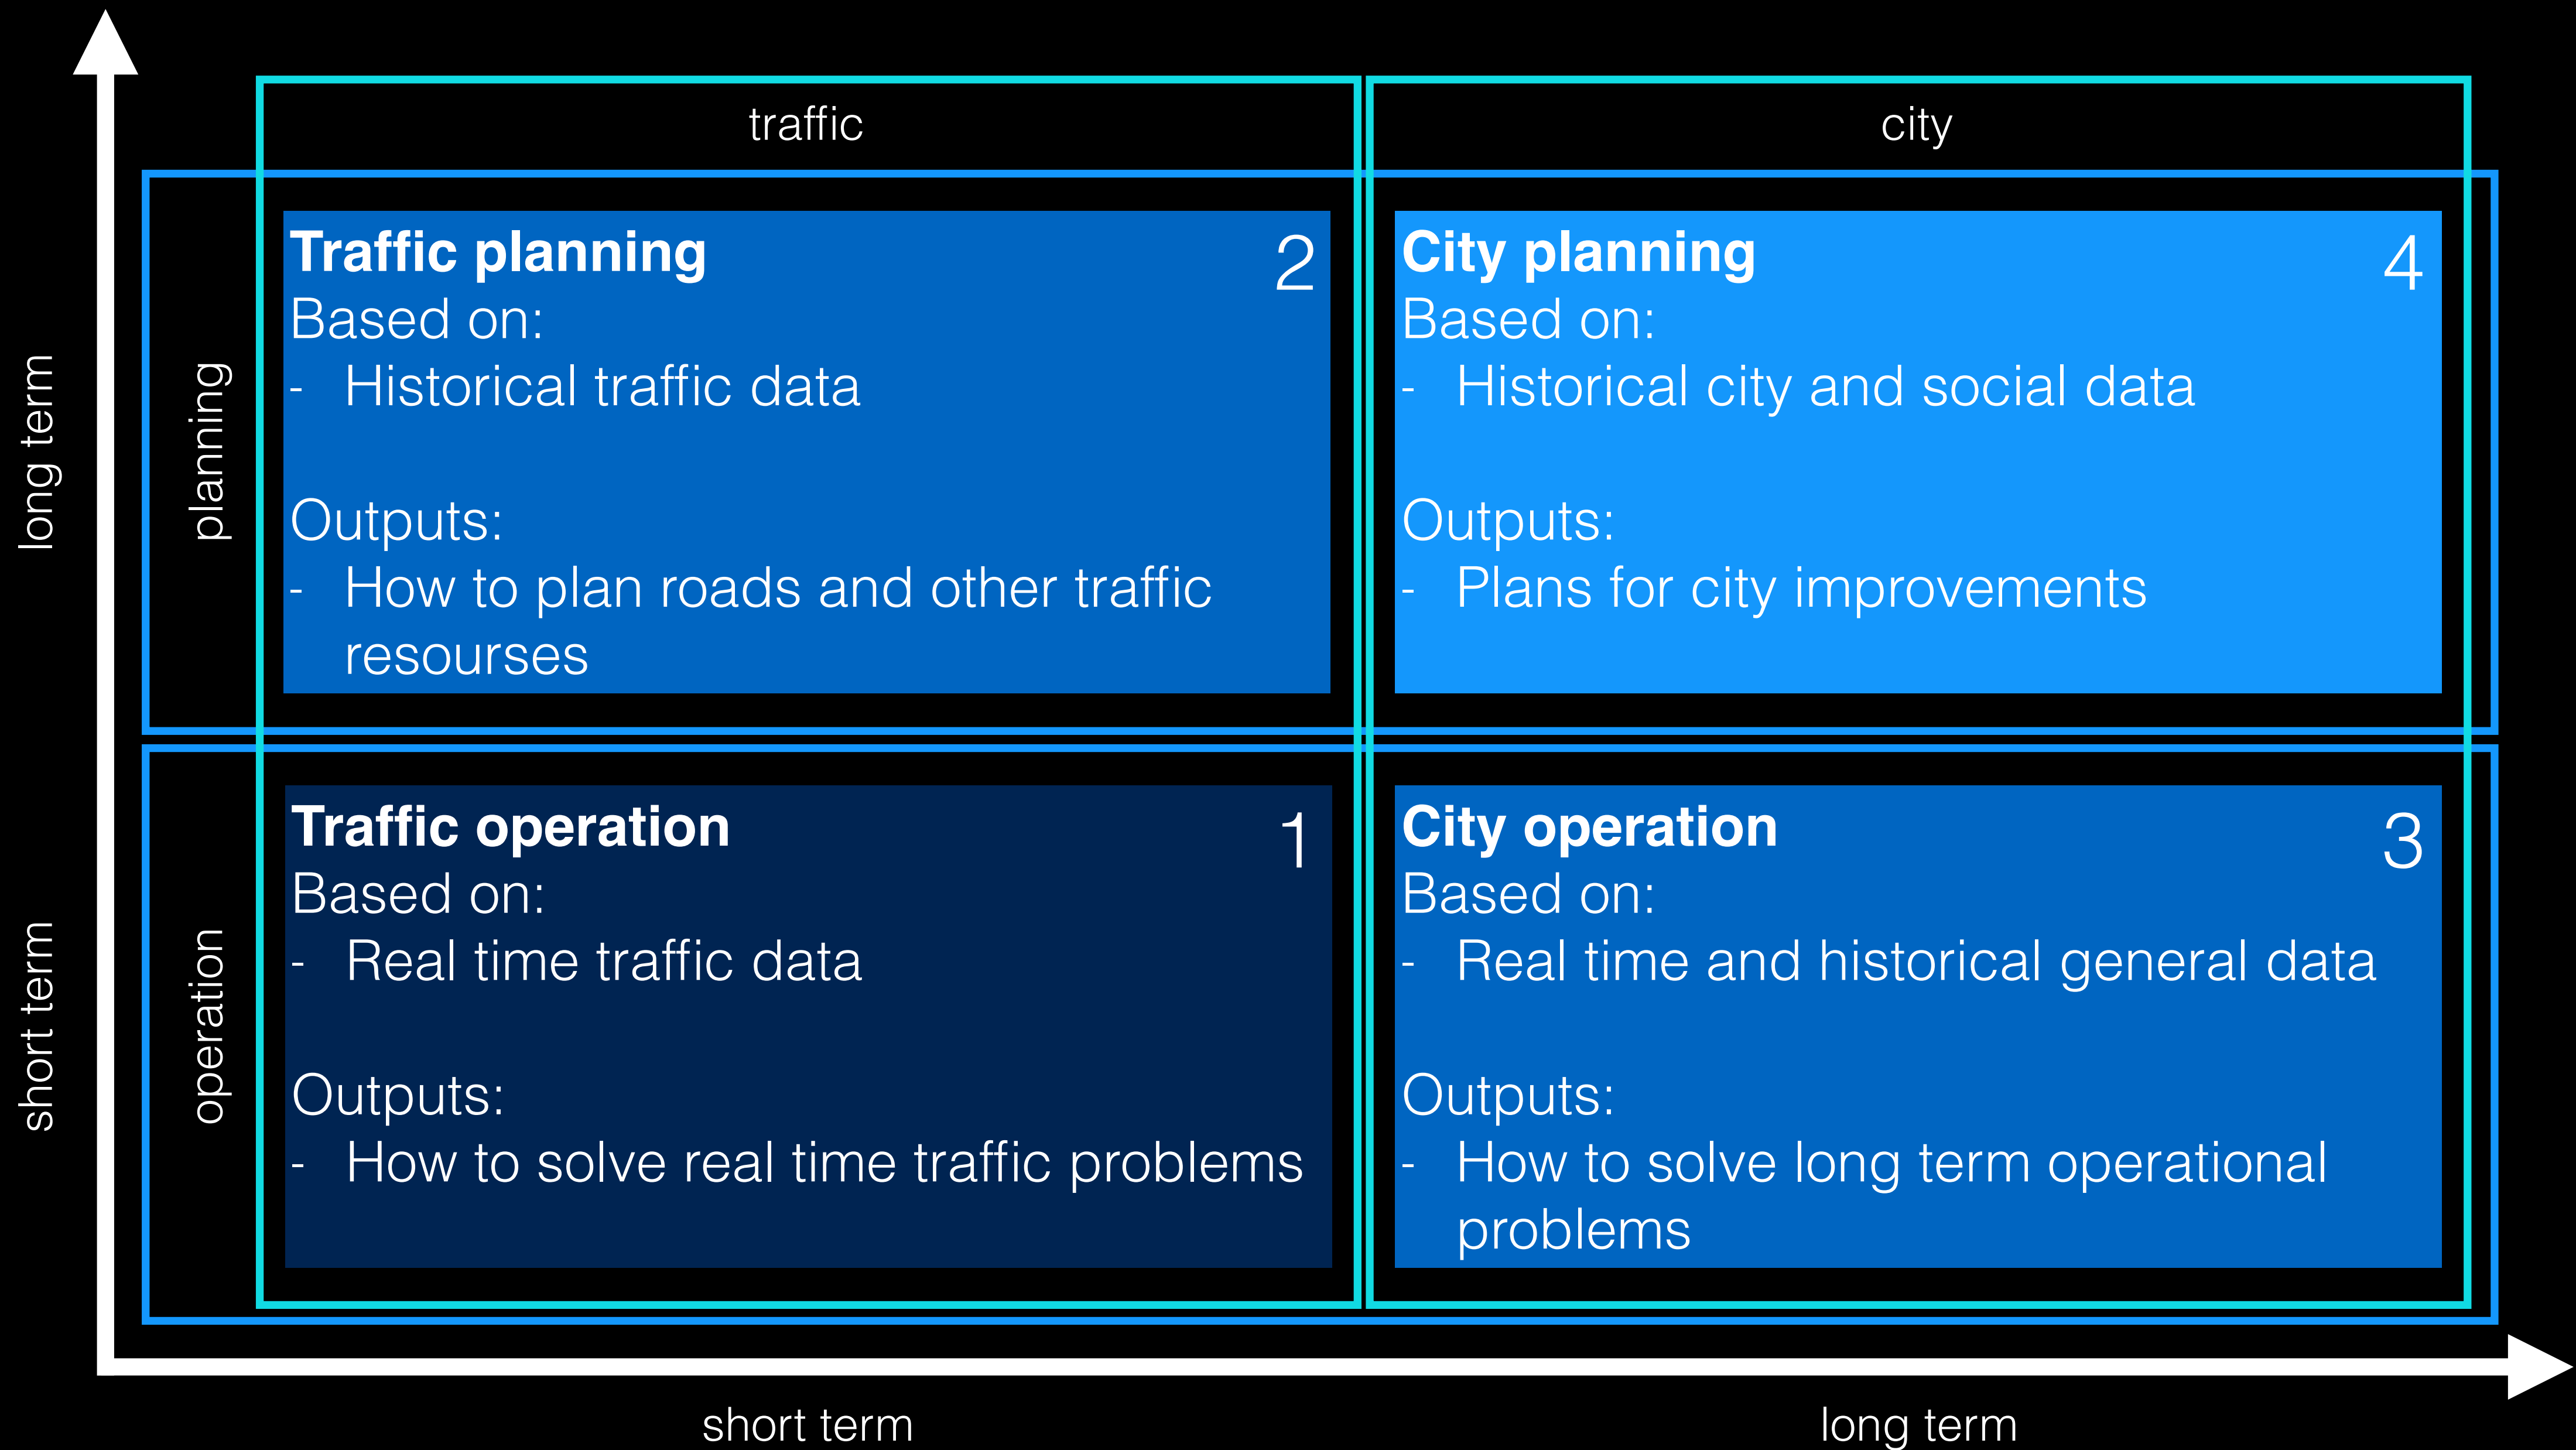 traffic
city
long term
planning
Traffic planning
2
Based on:
- Historical traffic data
Outputs:
- How to plan roads and other traffic
resourses
City planning
4
Based on:
- Historical city and social data
Outputs:
- Plans for city improvements
short term
operation
Traffic operation
1
Based on:
- Real time traffic data
Outputs:
- How to solve real time traffic problems
City operation
3
Based on:
- Real time and historical general data
Outputs:
- How to solve long term operational
problems
short term
long term